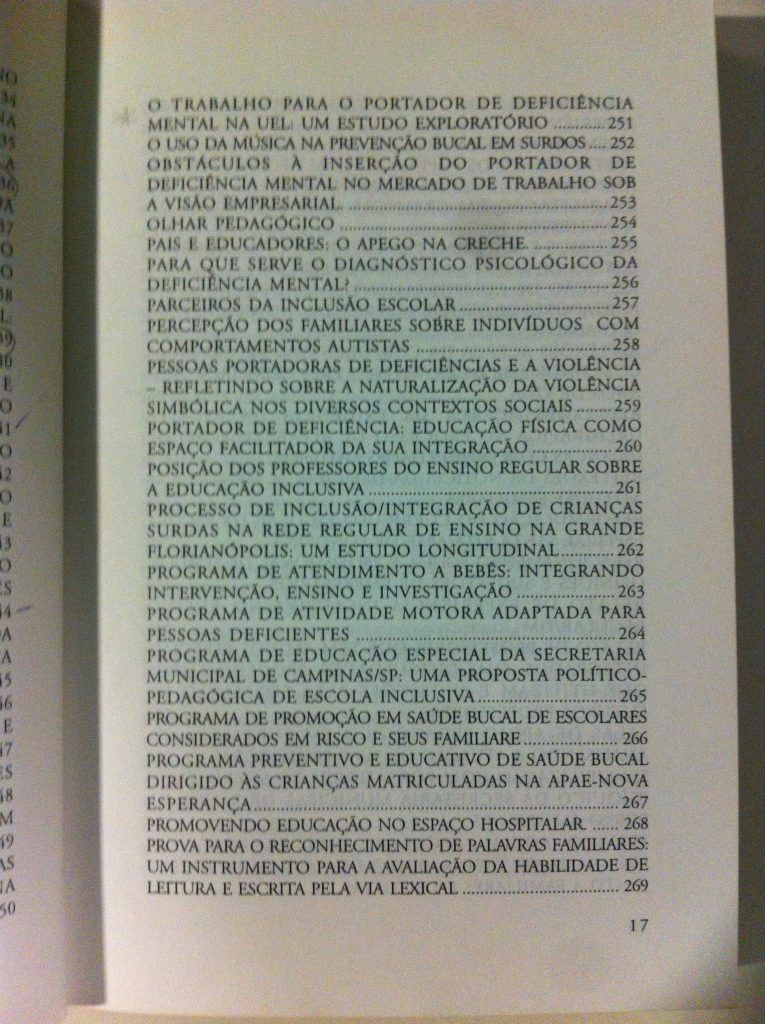 O TRABALHO PARA O PORTADOR DE DEFICIÊNCIA
MENTAL NA UEL: UM ESTUDO EXPLORATÓRIO ............251
O USO DA MÚSICA NA PREVENÇÃO BUCAL EM SURDOS .... 252
OBSTÁCULOS À INSERÇÃO DO PORTADOR DE
DEFICIÊNCIA MENTAL NO MERCADO DE TRABALHO SOB
A VISÃO EMPRESARIAL. ..................................................253
OLHAR PEDAGÓGICO ..................................................... 254
PAIS E EDUCADORES: O APEGO NA CRECHE. .................. 255
PARA QUE SERVE O DIAGNÓSTICO PSICOLÓGICO DA
DEFICIÊNCIA MENTAL? .................................................. 256
PARCEIROS DA INCLUSÃO ESCOLAR ............................... 257
PERCEPÇÃO DOS FAMILIARES SOBRE INDIVÍDUOS COM
COMPORTAMENTOS AUTISTAS ....................................... 258
PESSOAS PORTADORAS DE DEFICIÊNCIAS E A VIOLÊNCIA
– REFLETINDO SOBRE A NATURALIZAÇÃO DA VIOLÊNCIA
SIMBÓLICA NOS DIVERSOS CONTEXTOS SOCIAIS ........ 259
PORTADOR DE DEFICIÊNCIA: EDUCAÇÃO FÍSICA COMO
ESPAÇO FACILITADOR DA SUA INTEGRAÇÃO .................. 260
POSIÇÃO DOS PROFESSORES DO ENSINO REGULAR SOBRE
A EDUCAÇÃO INCLUSIVA ................................................ 261
PROCESSO DE INCLUSÃO/INTEGRAÇÃO DE CRIANÇAS
SURDAS NA REDE REGULAR DE ENSINO NA GRANDE
FLORIANÓPOLIS: UM ESTUDO LONGITUDINAL............ 262
PROGRAMA DE ATENDIMENTO A BEBÊS: INTEGRANDO
INTERVENÇÃO, ENSINO E INVESTIGAÇÃO ..................... 263
PROGRAMA DE ATIVIDADE MOTORA ADAPTADA PARA
PESSOAS DEFICIENTES .................................................... 264
PROGRAMA DE EDUCAÇÃO ESPECIAL DA SECRETARIA
MUNICIPAL DE CAMPINAS/SP: UMA PROPOSTA POLÍTICO-
PEDAGÓGICA DE ESCOLA INCLUSIVA ............................ 265
PROGRAMA DE PROMOÇÃO EM SAÚDE BUCAL DE ESCOLARES
CONSIDERADOS EM RISCO E SEUS FAMILIARE ................... 266
PROGRAMA PREVENTIVO E EDUCATIVO DE SAÚDE BUCAL
DIRIGIDO ÀS CRIANÇAS MATRICULADAS NA APAE-NOVA
ESPERANÇA ........................................................................ 267
PROMOVENDO EDUCAÇÃO NO ESPAÇO HOSPITALAR. ...... 268
PROVA PARA O RECONHECIMENTO DE PALAVRAS FAMILIARES:
UM INSTRUMENTO PARA A AVALIAÇÃO DA HABILIDADE DE
LEITURA E ESCRITA PELA VIA LEXICAL ............................... 269
17